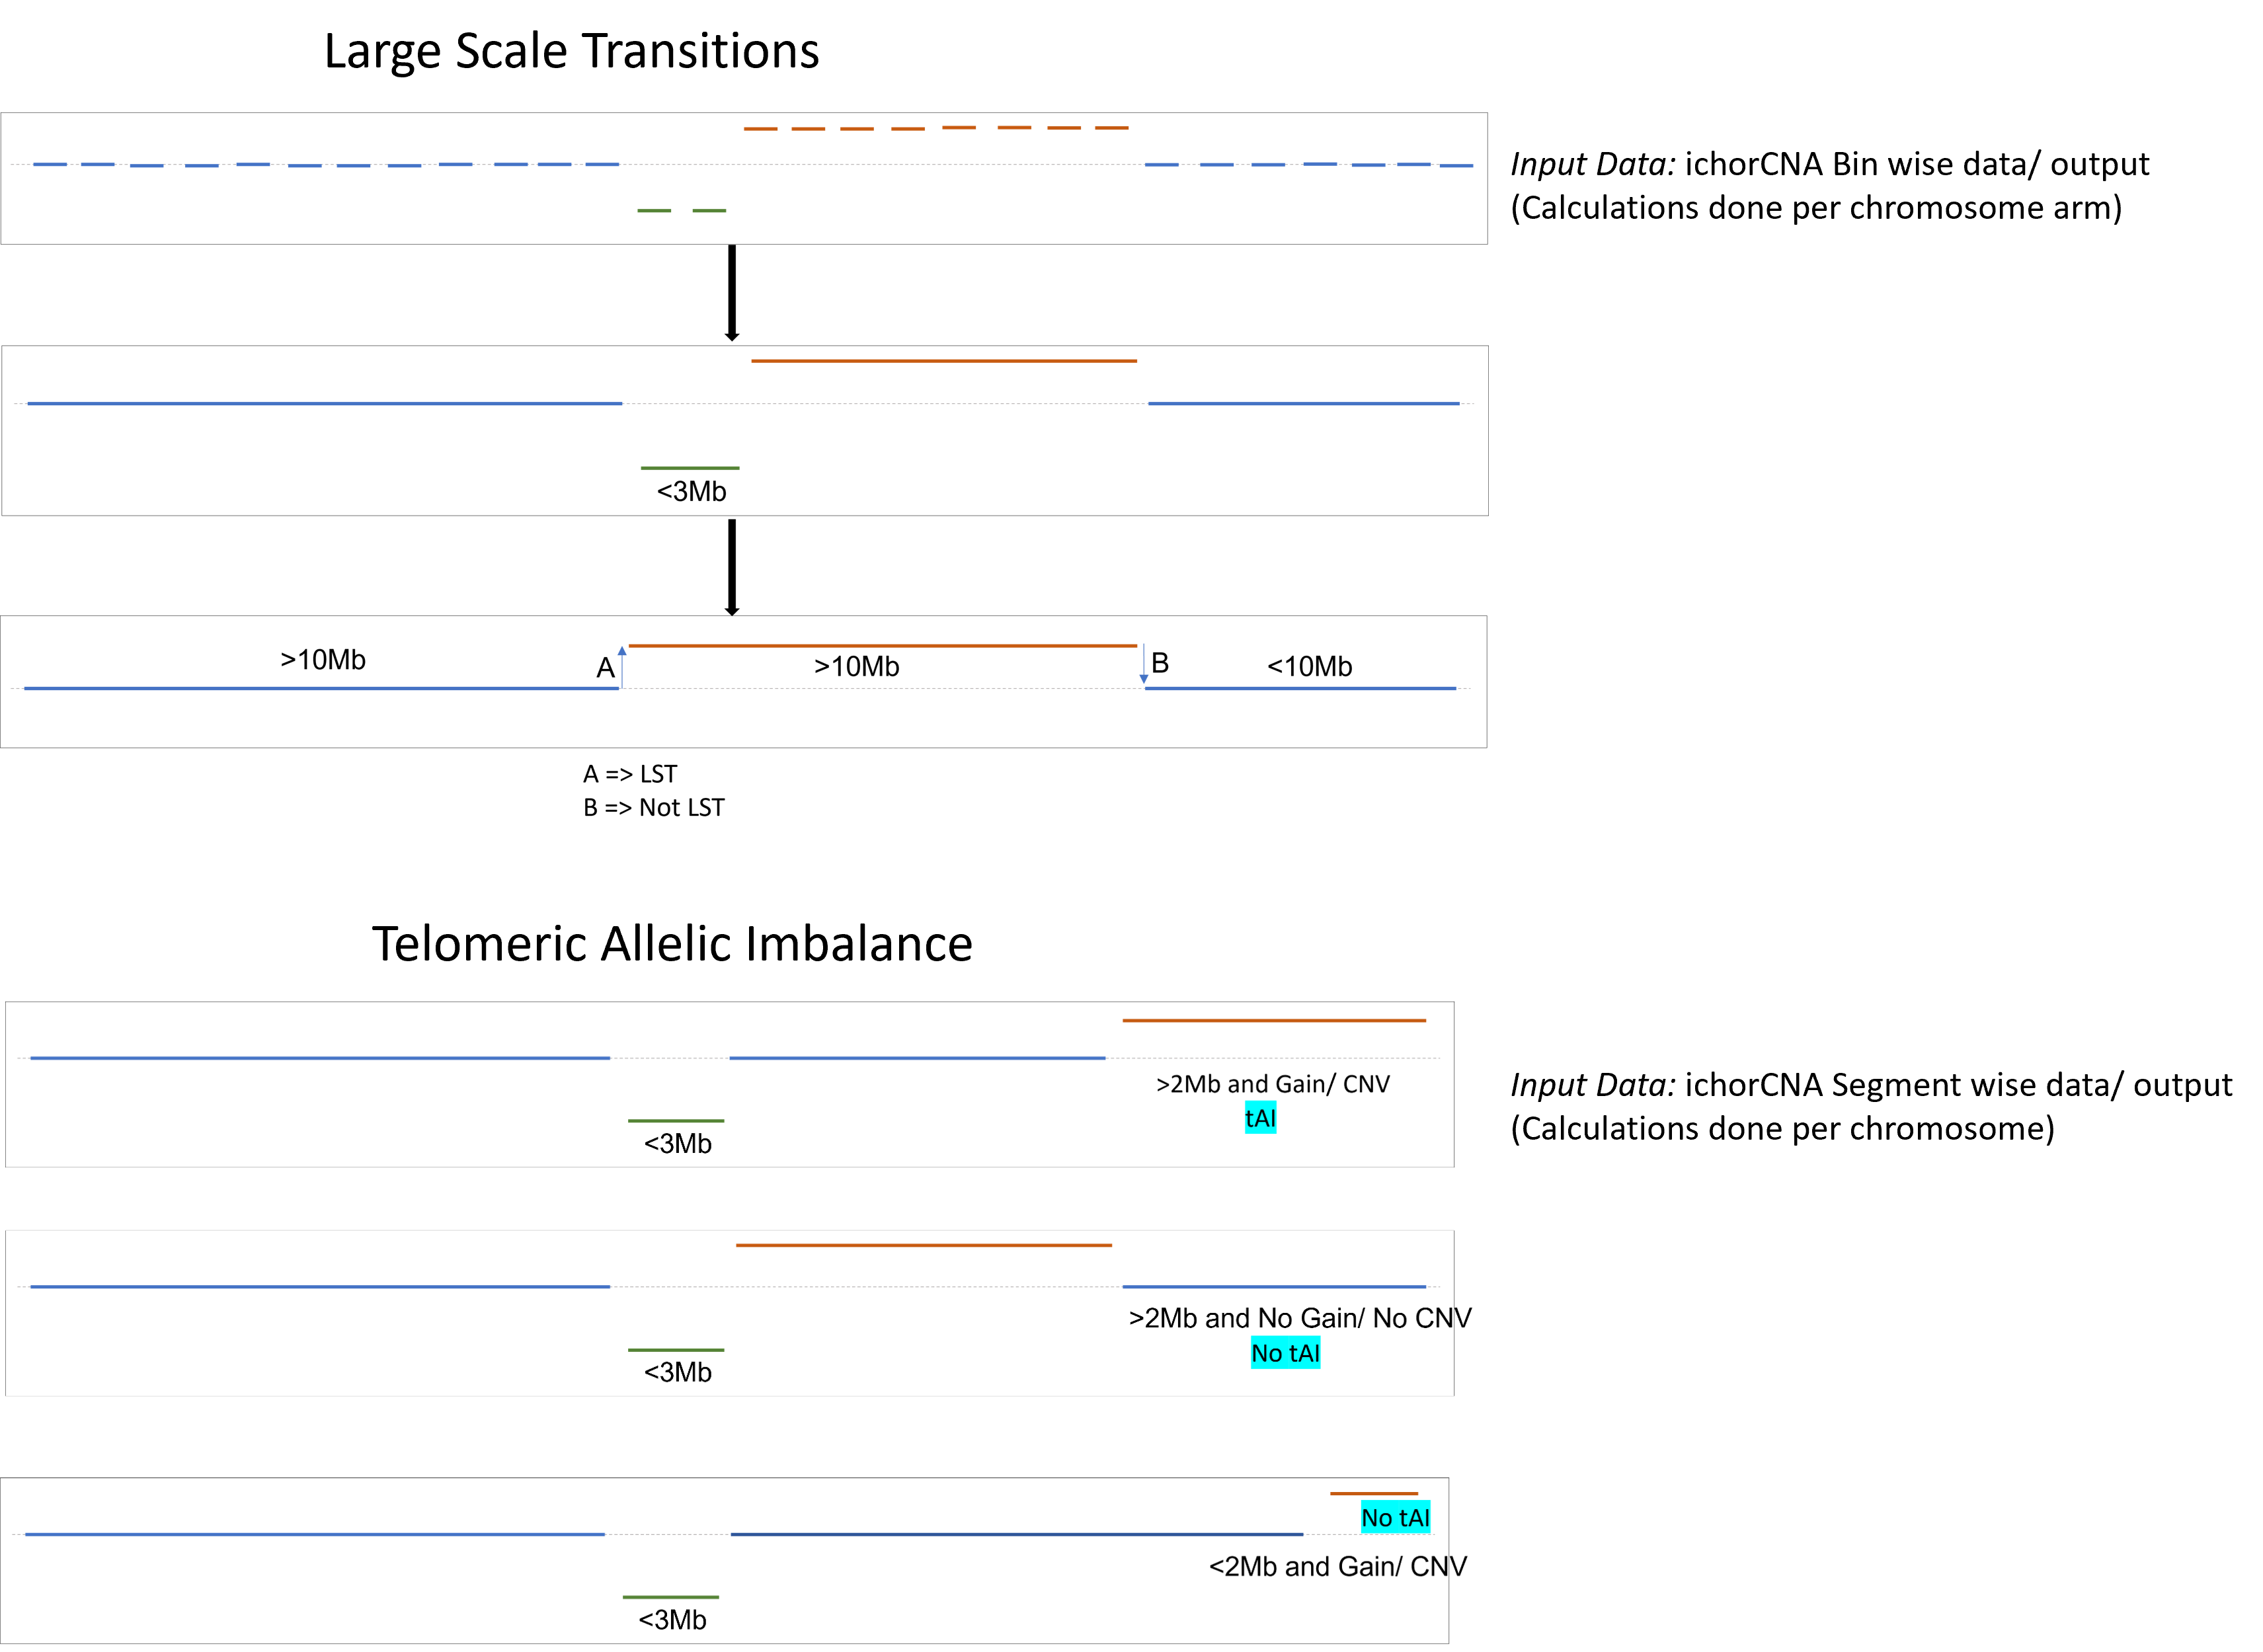 Large Scale Transitions
Input Data: ichorCNA Bin wise data/ output
(Calculations done per chromosome arm)
<3Mb
>10Mb
A
>10Mb
B
<10Mb
A => LST
B => Not LST
Telomeric Allelic Imbalance
>2Mb and Gain/ CNV
tAI
<3Mb
Input Data: ichorCNA Segment wise data/ output
(Calculations done per chromosome)
>2Mb and No Gain/ No CNV
No tAI
<3Mb
No tAI
<2Mb and Gain/ CNV
<3Mb